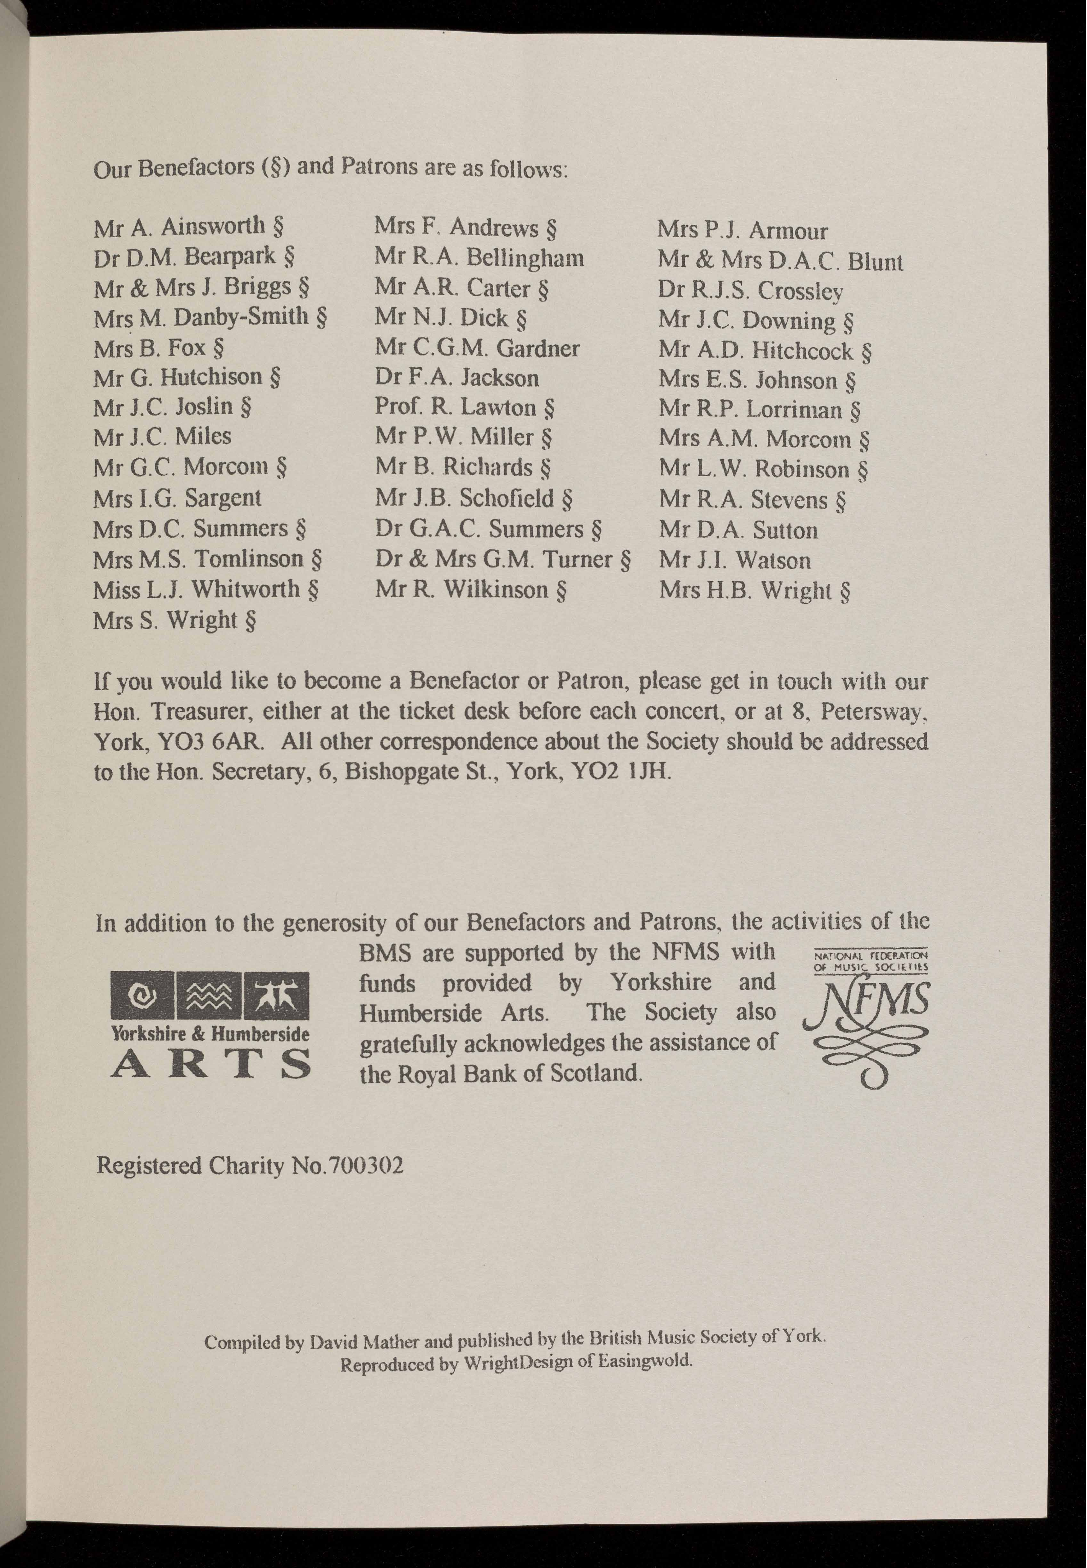 Our Benefactors (§) and Patrons are as follows:
Mr A. Ainsworth § Mrs F. Andrews § Mrs P.J. Armour
Dr D.M. Bearpark § Mr R.A. Bellingham Mr & Mrs D.A.C. Blunt
Mr & Mrs J. Briggs § Mr A.R. Carter § Dr R.J.S. Crossley
Mrs M. Danby-Smith § Mr N.J. Dick § Mr J.C. Downing §
Mrs B. Fox § Mr C.G.M. Gardner Mr A.D. Hitchcock §
Mr G. Hutchison § Dr F.A. Jackson Mrs E.S. Johnson §
Mr J.C. Joslin § Prof. R. Lawton § Mr R.P. Lorriman §
Mr J.C. Miles Mr P.W. Miller § Mrs A.M. Morcom §
Mr G.C. Morcom § Mr B. Richards § Mr L.W. Robinson §
Mrs I.G. Sargent Mr J.B. Schofield § Mr R.A. Stevens §
Mrs D.C. Summers § Dr G.A.C. Summers § Mr D.A. Sutton
Mrs M.S. Tomlinson § Dr & Mrs G.M. Turner § Mr J.I. Watson
Miss L.J. Whitworth § Mr R. Wilkinson § Mrs H.B. Wright §
Mrs S. Wright §
If you would like to become a Benefactor or Patron, please get in touch with our
Hon. Treasurer, either at the ticket desk before each concert, or at 8, Petersway,
York, YO3 6AR. All other correspondence about the Society should be addressed
to the Hon. Secretary, 6, Bishopgate St., York, YO2 1JH.
In addition to the generosity of our Benefactors and Patrons, the activities of the
BMS are supported by the NFMS with
funds provided by Yorkshire and
Humberside Arts. The Society also
gratefully acknowledges the assistance of
the Royal Bank of Scotland.
Yorkshire & Humberside
ARTS
NATIONAL FEDERATION
OF MUSIC SOCIETIES
NFMS
Registered Charity No.700302
Compiled by David Mather and published by the British Music Society of York.
Reproduced by WrightDesign of Easingwold.